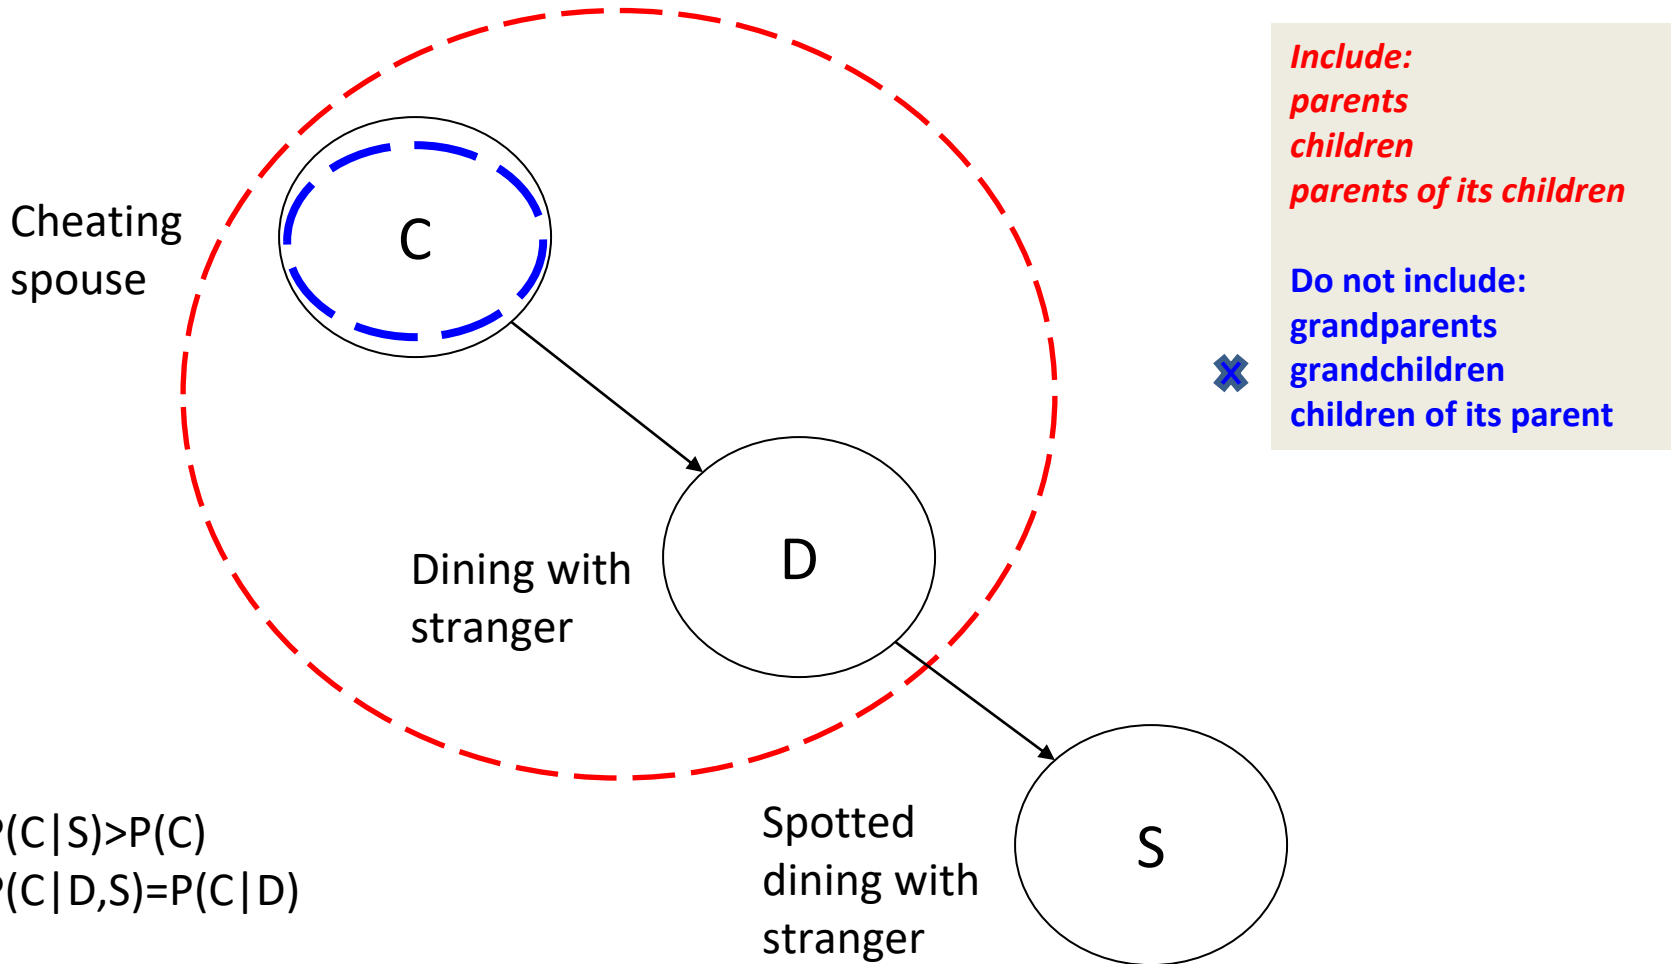 Include:
parents
children
parents of its children
Do not include:
grandparents
grandchildren
children of its parent
Cheating
spouse
C
Dining with
stranger
D
Spotted
dining with
stranger
S
P(C|S)>P(C)
P(C|D,S)=P(C|D)